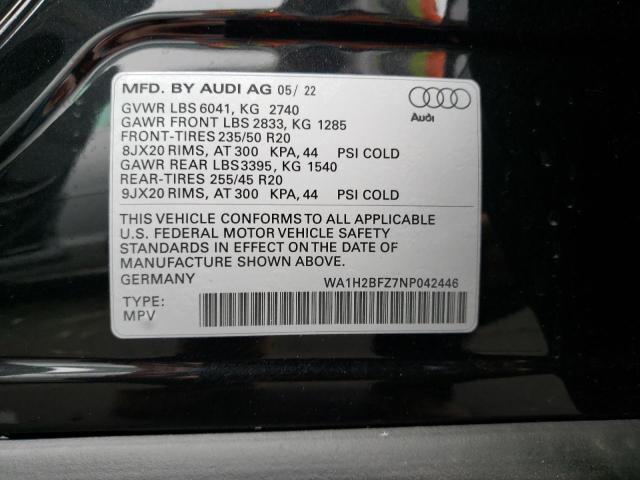 MFD. BY AUDI AG 05/ 22
GVWR LBS 6041, KG 2740
GAWR FRONT LBS 2833, KG 1285
FRONT-TIRES 235/50 R20
8JX20 RIMS, AT 300 KPA, 44 PSI COLD
GAWR REAR LBS3395, KG 1540
REAR-TIRES 255/45 R20
9JX20 RIMS, AT 300 KPA, 44 PSI COLD
Audi
THIS VEHICLE CONFORMS TO ALL APPLICABLE
U.S. FEDERAL MOTOR VEHICLE SAFETY
STANDARDS IN EFFECT ON THE DATE OF
MANUFACTURE SHOWN ABOVE.
GERMANY WA1H2BFZ7NP042446
TYPE:
MPV